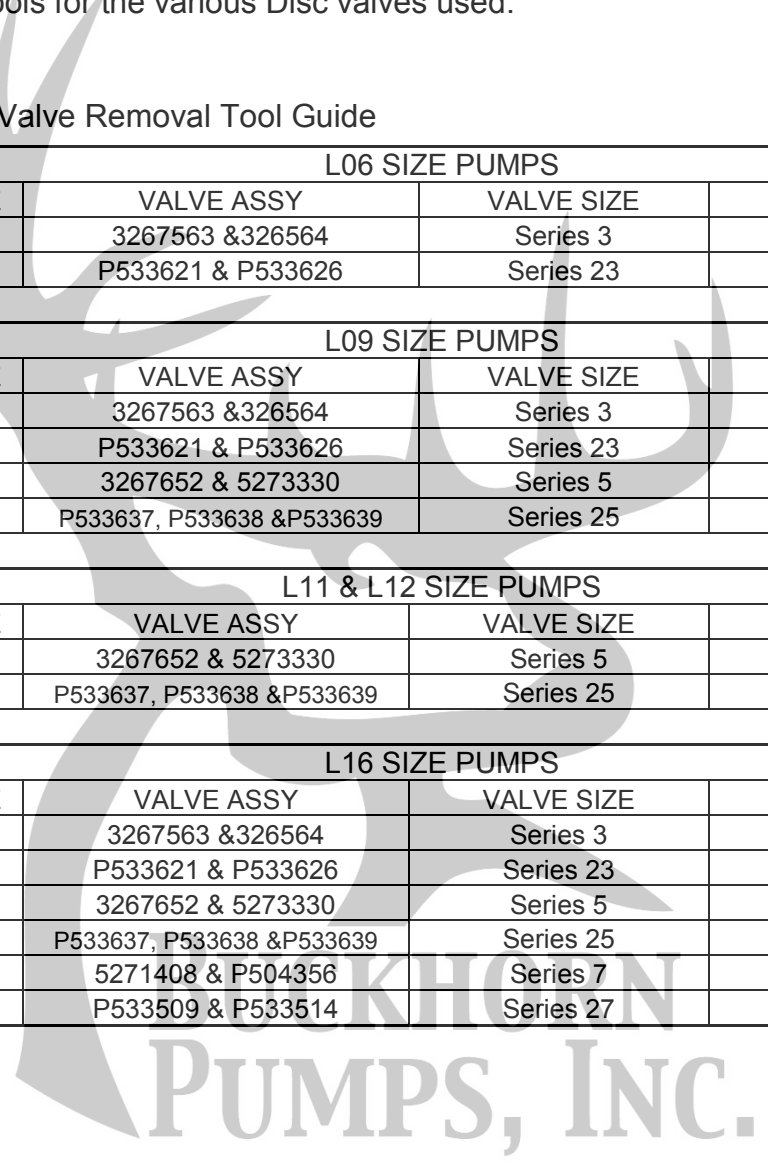 ools for the various Disc valves used.
Valve Removal Tool Guide
L06 SIZE PUMPS
VALVE ASSY VALVE SIZE
3267563 &326564 Series 3
P533621 & P533626 Series 23
L09 SIZE PUMPS
VALVE ASSY VALVE SIZE
3267563 &326564 Series 3
P533621 & P533626 Series 23
3267652 & 5273330 Series 5
P533637, P533638 &P533639 Series 25
L11 & L12 SIZE PUMPS
VALVE ASSY VALVE SIZE
3267652 & 5273330 Series 5
P533637, P533638 &P533639 Series 25
L16 SIZE PUMPS
VALVE ASSY VALVE SIZE
3267563 &326564 Series 3
P533621 & P533626 Series 23
3267652 & 5273330 Series 5
P533637, P533638 &P533639 Series 25
5271408 & P504356 Series 7
P533509 & P533514 Series 27
BUCKHORN
PUMPS, INC.